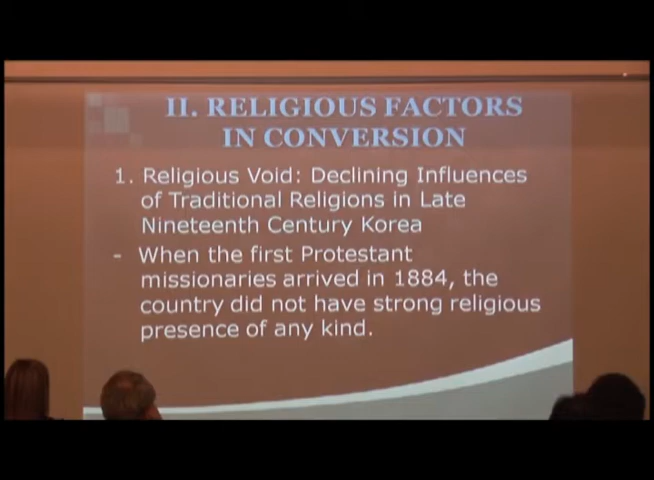 II. RELIGIOUS FACTORS
IN CONVERSION
1. Religious Void: Declining Influences
of Traditional Religions in Late
Nineteenth Century Korea
- When the first Protestant
missionaries arrived in 1884, the
country did not have strong religious
presence of any kind.